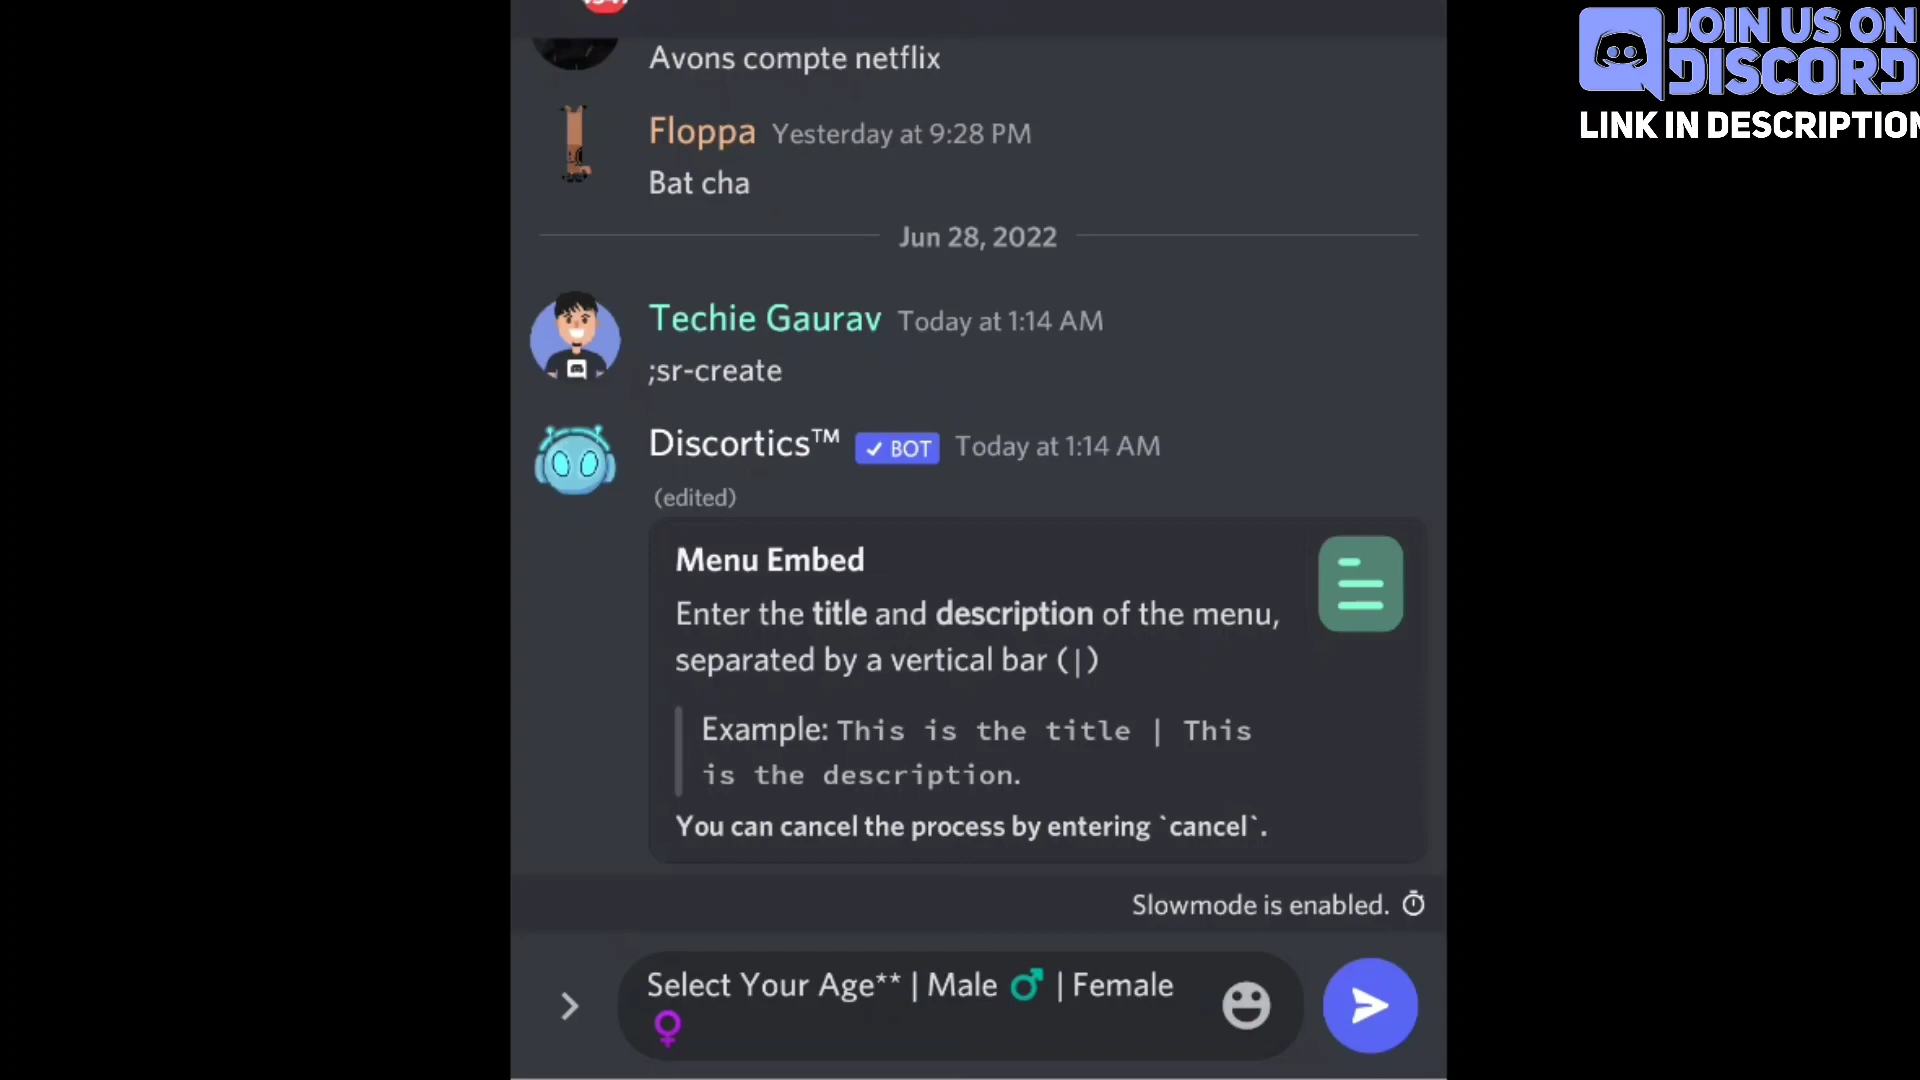 JOIN US ON
DISCORD
LINK IN DESCRIPTION
Avons compte netflix
Floppa Yesterday at 9:28 PM
Bat cha
Jun 28, 2022
Techie Gaurav Today at 1:14 AM
;sr-create
Discortics™ ✓ BOT Today at 1:14 AM
(edited)
Menu Embed
Enter the title and description of the menu,
separated by a vertical bar (|)
Example: This is the title | This
is the description.
You can cancel the process by entering `cancel`.
Slowmode is enabled.
Select Your Age** | Male ♂ | Female
♀